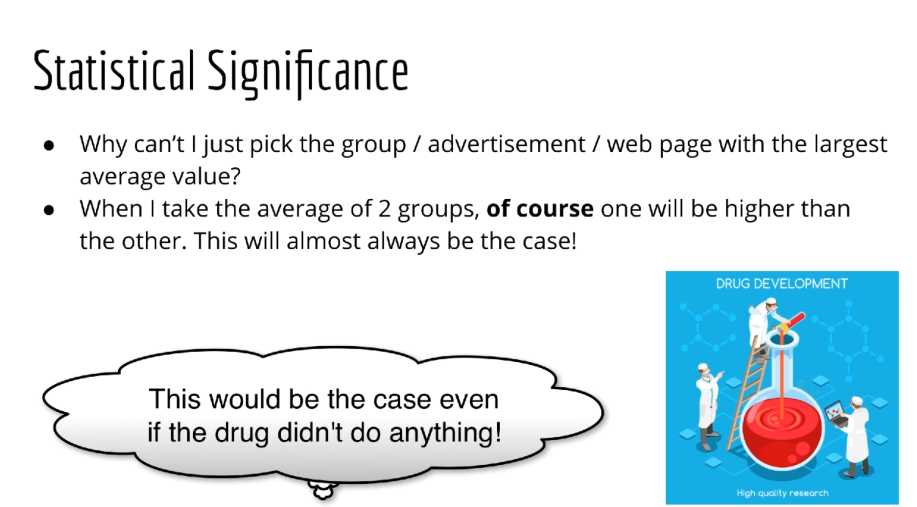 Statistical Significance
● Why can’t I just pick the group / advertisement / web page with the largest
average value?
● When I take the average of 2 groups, of course one will be higher than
the other. This will almost always be the case!
DRUG DEVELOPMENT
This would be the case even
if the drug didn't do anything!
High quality research